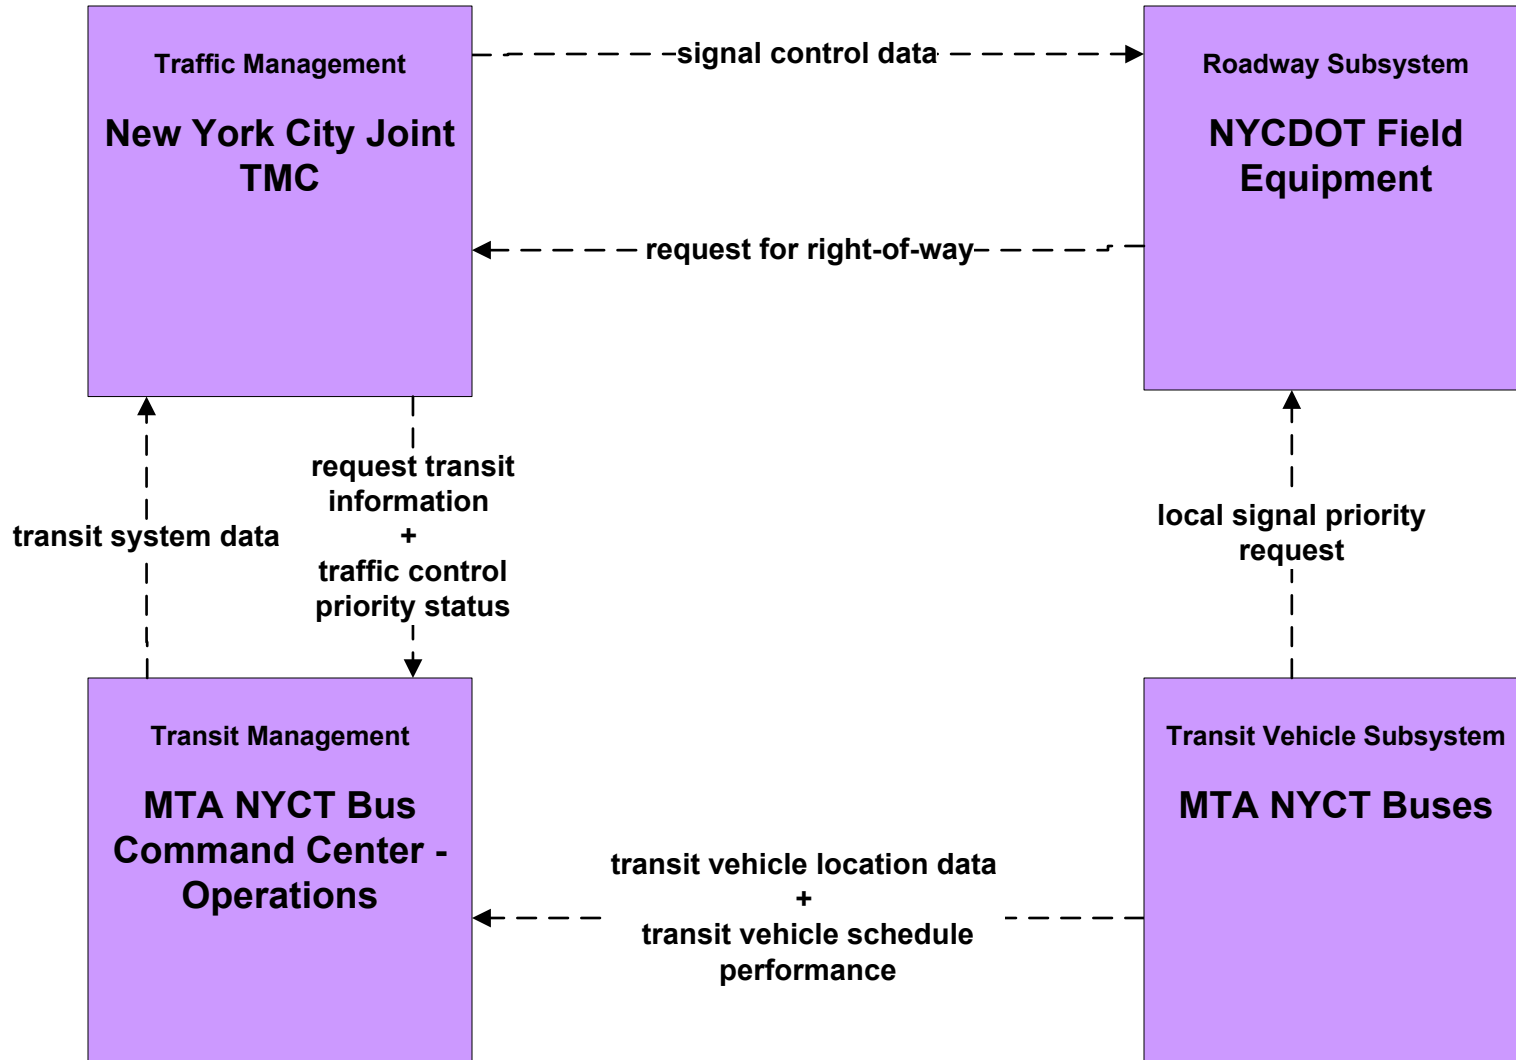 Traffic Management
New York City Joint
TMC
signal control data
Roadway Subsystem
NYCDOT Field
Equipment
request for right-of-way
transit system data
request transit
information
+
traffic control
priority status
local signal priority
request
Transit Management
MTA NYCT Bus
Command Center -
Operations
transit vehicle location data
+
transit vehicle schedule
performance
Transit Vehicle Subsystem
MTA NYCT Buses